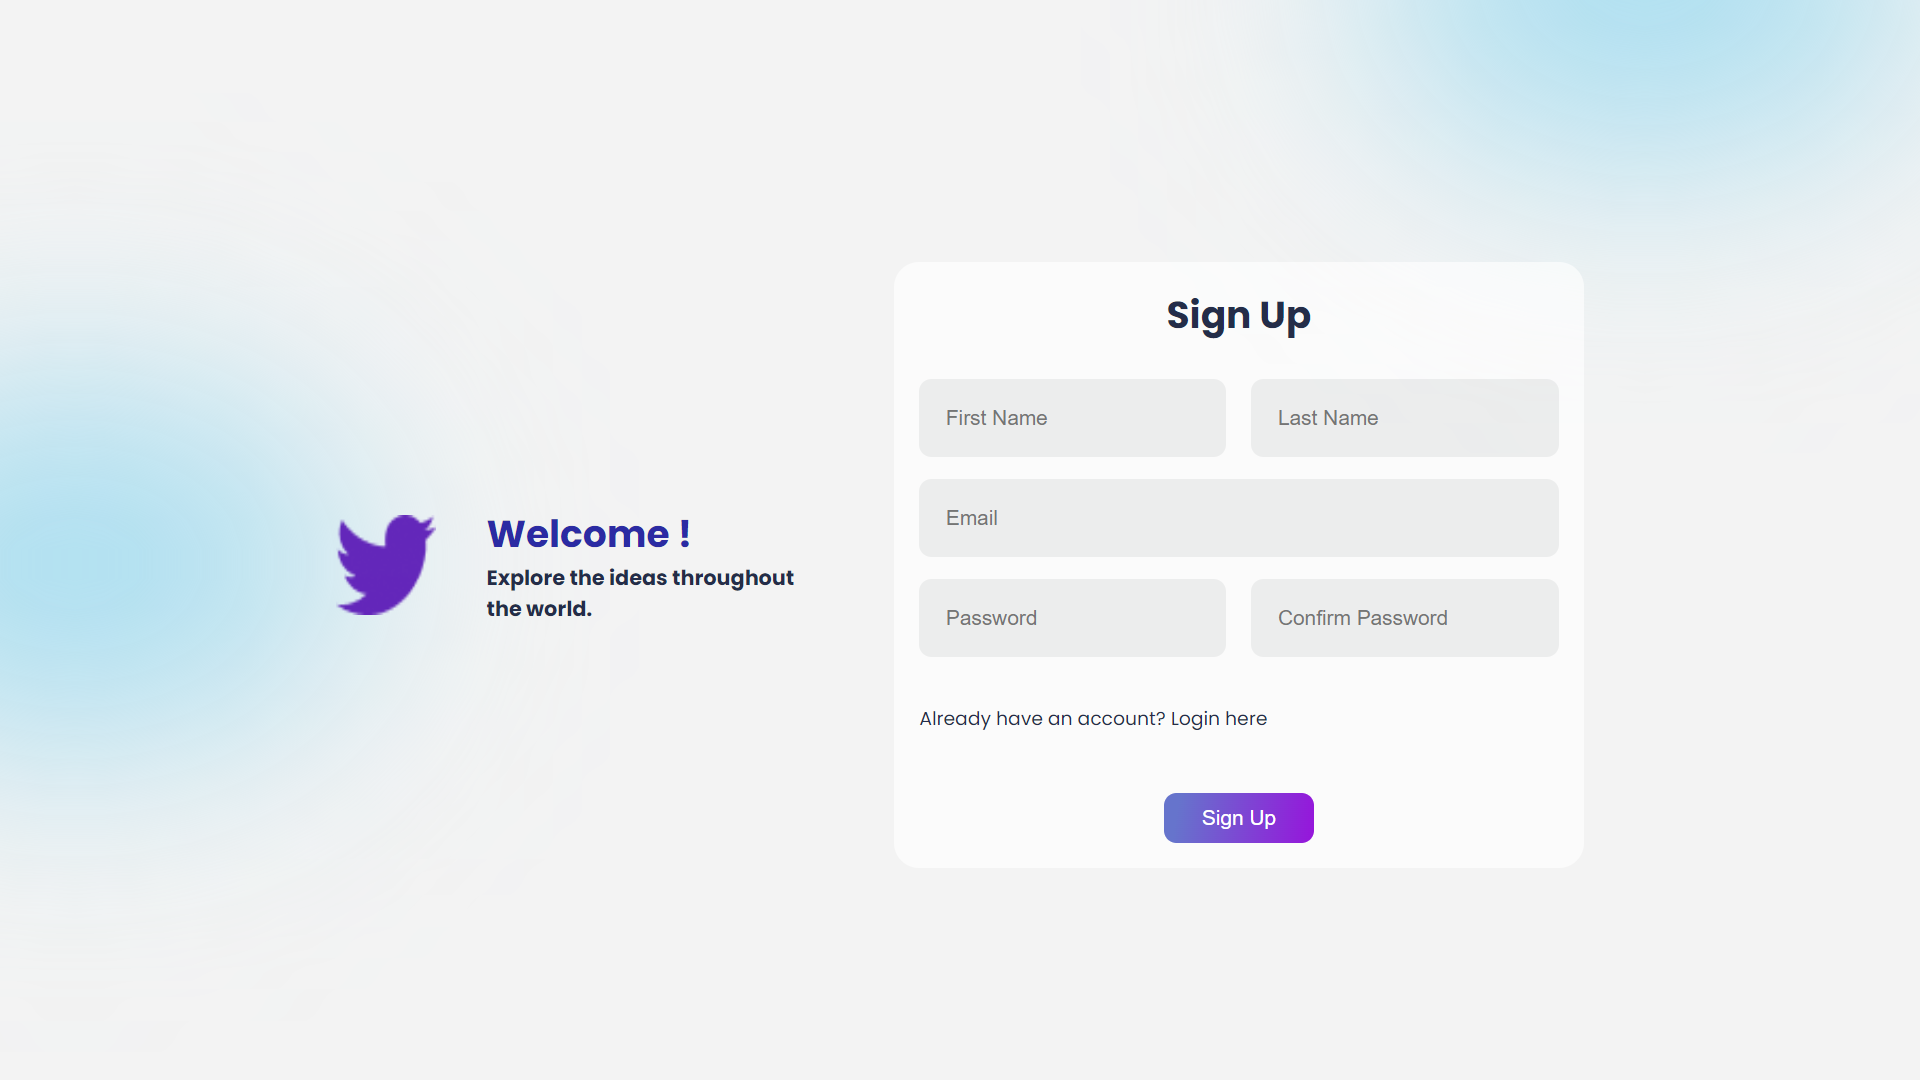 Welcome !
Explore the ideas throughout
the world.
Sign Up
First Name
Last Name
Email
Password
Confirm Password
Already have an account? Login here
Sign Up